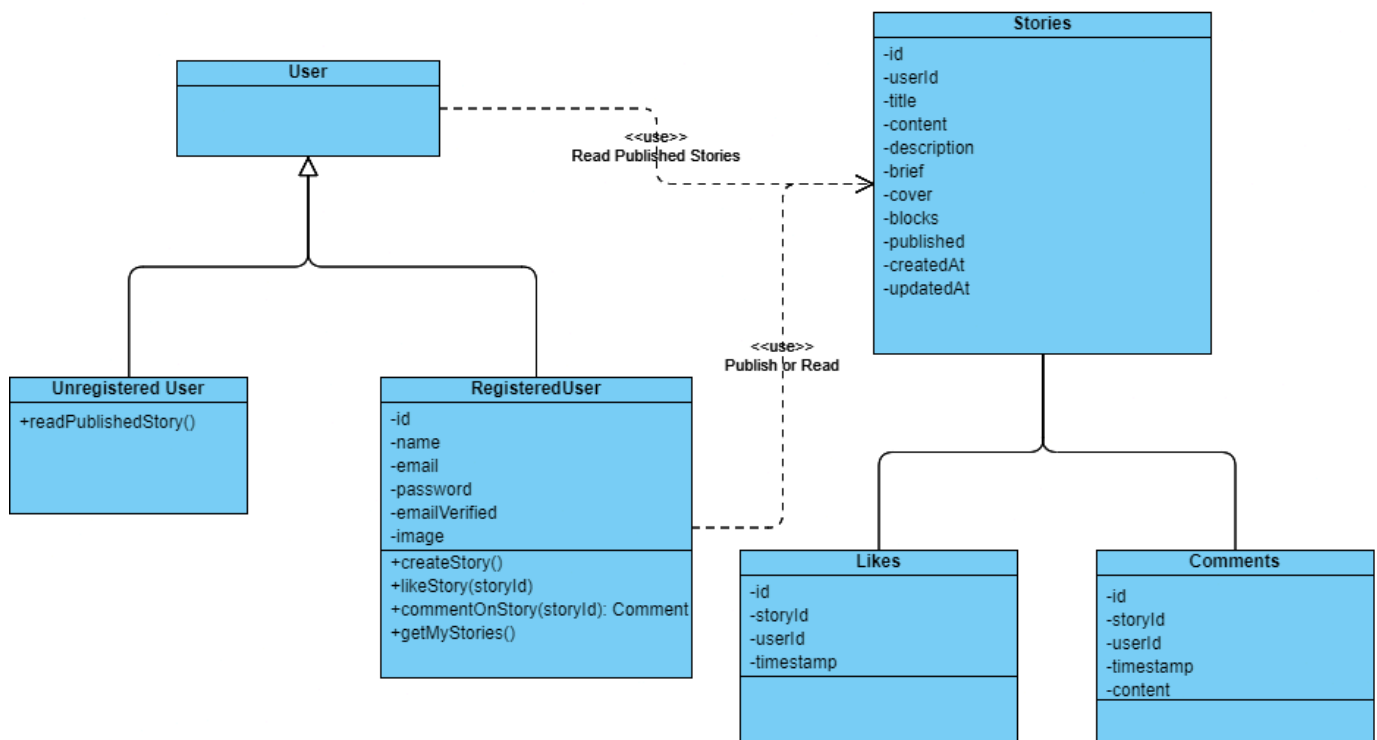 User
<<use>>
Read Published Stories
Stories
-id
-userId
-title
-content
-description
-brief
-cover
-blocks
-published
-createdAt
-updatedAt
<<use>>
Publish or Read
Unregistered User
+readPublishedStory()
RegisteredUser
-id
-name
-email
-password
-emailVerified
-image
+createStory()
+likeStory(storyId)
+commentOnStory(storyId): Comment
+getMyStories()
Likes
-id
-storyId
-userId
-timestamp
Comments
-id
-storyId
-userId
-timestamp
-content